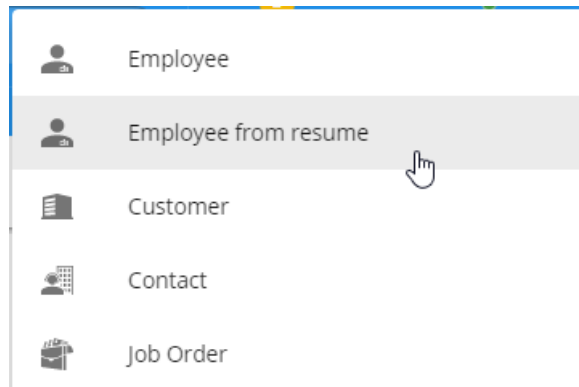 Employee
Employee from resume
Customer
Contact
Job Order